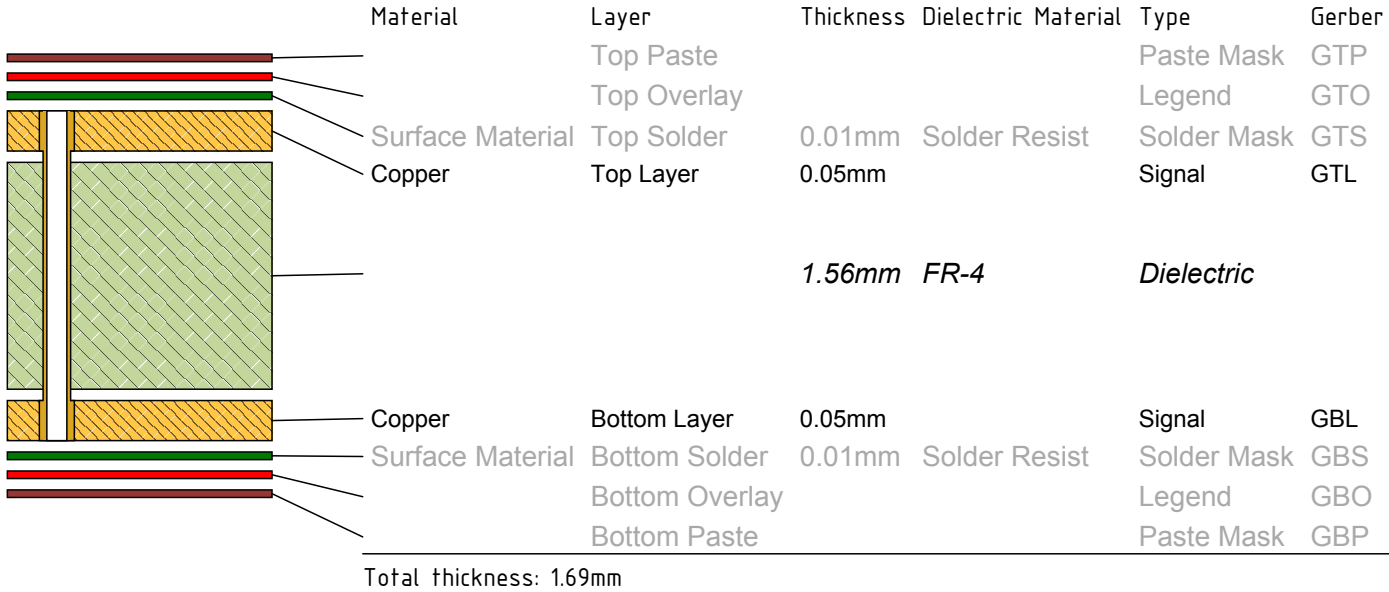 Material Layer Thickness Dielectric Material Type Gerber
Top Paste Paste Mask GTP
Top Overlay Legend GTO
Surface Material Top Solder 0.01mm Solder Resist Solder Mask GTS
Copper Top Layer 0.05mm Signal GTL
1.56mm FR-4 Dielectric
Copper Bottom Layer 0.05mm Signal GBL
Surface Material Bottom Solder 0.01mm Solder Resist Solder Mask GBS
Bottom Overlay Legend GBO
Bottom Paste Paste Mask GBP
Total thickness: 1.69mm